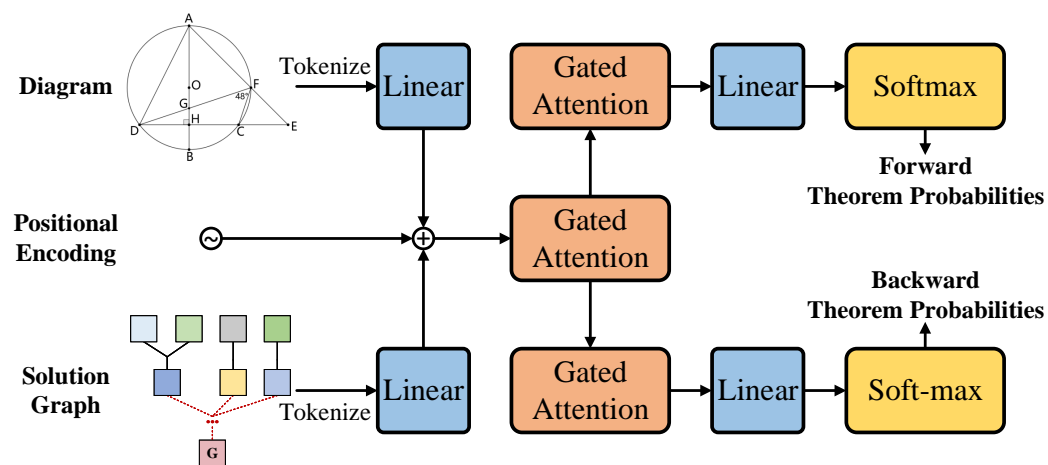 Diagram
A
O
F
48°
G
D
H
C
E
B
Tokenize
Linear
Gated
Attention
Linear
Softmax
Forward
Theorem Probabilities
Positional
Encoding
~
+
Gated
Attention
Backward
Theorem Probabilities
Solution
Graph
G
Tokenize
Linear
Gated
Attention
Linear
Soft-max